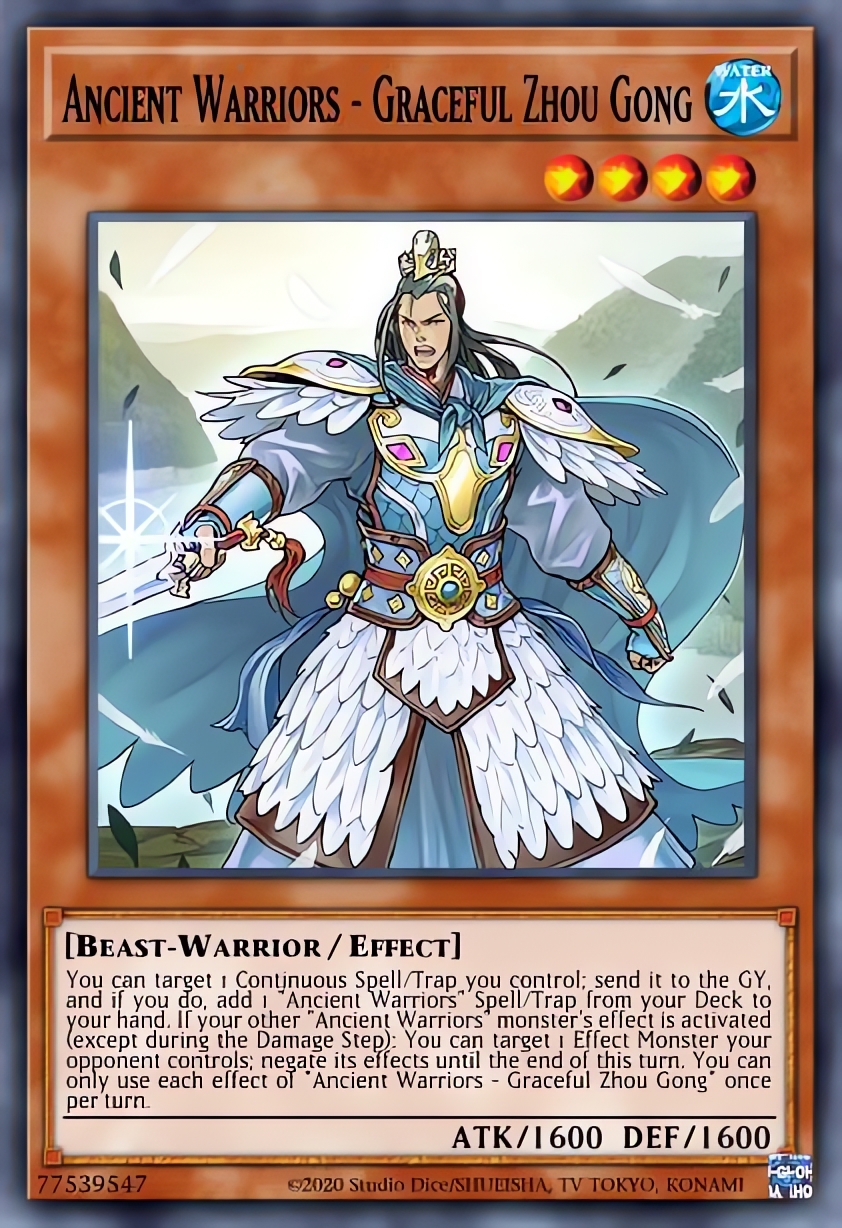 Ancient Warriors - Graceful Zhou Gong
WATER
水
[Beast-Warrior / Effect]
You can target 1 Continuous Spell/Trap you control; send it to the GY,
and if you do, add 1 "Ancient Warriors" Spell/Trap from your Deck to
your hand. If your other "Ancient Warriors" monster's effect is activated
(except during the Damage Step): You can target 1 Effect Monster your
opponent controls; negate its effects until the end of this turn. You can
only use each effect of "Ancient Warriors - Graceful Zhou Gong" once
per turn.
ATK/1600 DEF/1600
77539547
©2020 Studio Dice/SHUEISHA, TV TOKYO, KONAMI